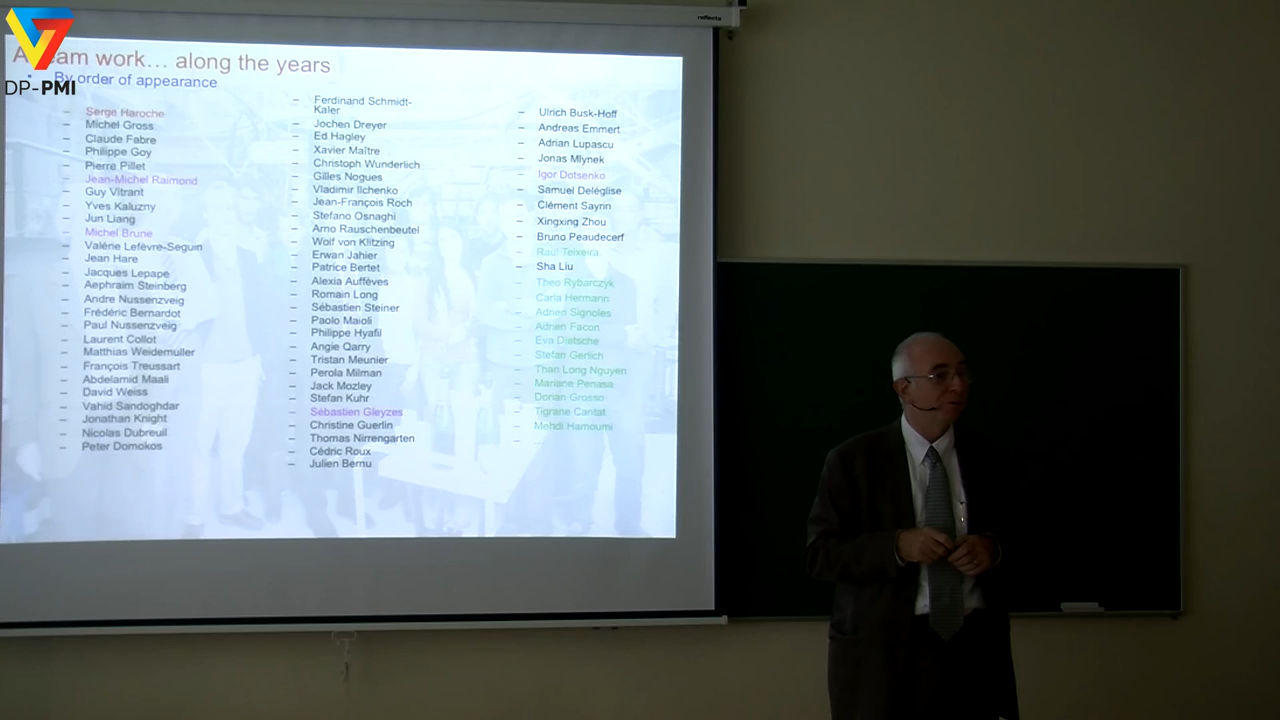 reflecta
DP-PMI
A team work… along the years
• By order of appearance
– Serge Haroche
– Michel Gross
– Claude Fabre
– Philippe Goy
– Pierre Pillet
– Jean-Michel Raimond
– Guy Vitrant
– Yves Kaluzny
– Jun Liang
– Michel Brune
– Valérie Lefèvre-Seguin
– Jean Hare
– Jacques Lepape
– Aephraim Steinberg
– Andre Nussenzveig
– Frédéric Bernardot
– Paul Nussenzveig
– Laurent Collot
– Matthias Weidemuller
– François Treussart
– Abdelamid Maali
– David Weiss
– Vahid Sandoghdar
– Jonathan Knight
– Nicolas Dubreuil
– Peter Domokos
– Ferdinand Schmidt-
Kaler
– Jochen Dreyer
– Ed Hagley
– Xavier Maître
– Christoph Wunderlich
– Gilles Nogues
– Vladimir Ilchenko
– Jean-François Roch
– Stefano Osnaghi
– Arno Rauschenbeutel
– Wolf von Klitzing
– Erwan Jahier
– Patrice Bertet
– Alexia Auffèves
– Romain Long
– Sébastien Steiner
– Paolo Maioli
– Philippe Hyafil
– Angie Qarry
– Tristan Meunier
– Perola Milman
– Jack Mozley
– Stefan Kuhr
– Sébastien Gleyzes
– Christine Guerlin
– Thomas Nirrengarten
– Cédric Roux
– Julien Bernu
– Ulrich Busk-Hoff
– Andreas Emmert
– Adrian Lupascu
– Jonas Mlynek
– Igor Dotsenko
– Samuel Deléglise
– Clément Sayrin
– Xingxing Zhou
– Bruno Peaudecerf
– Raul Teixeira
– Sha Liu
– Theo Rybarczyk
– Carla Hermann
– Adrien Signoles
– Adrien Facon
– Eva Dietsche
– Stefan Gerlich
– Than Long Nguyen
– Mariane Penasa
– Dorian Grosso
– Tigrane Cantat
– Mehdi Hamoumi
– ...